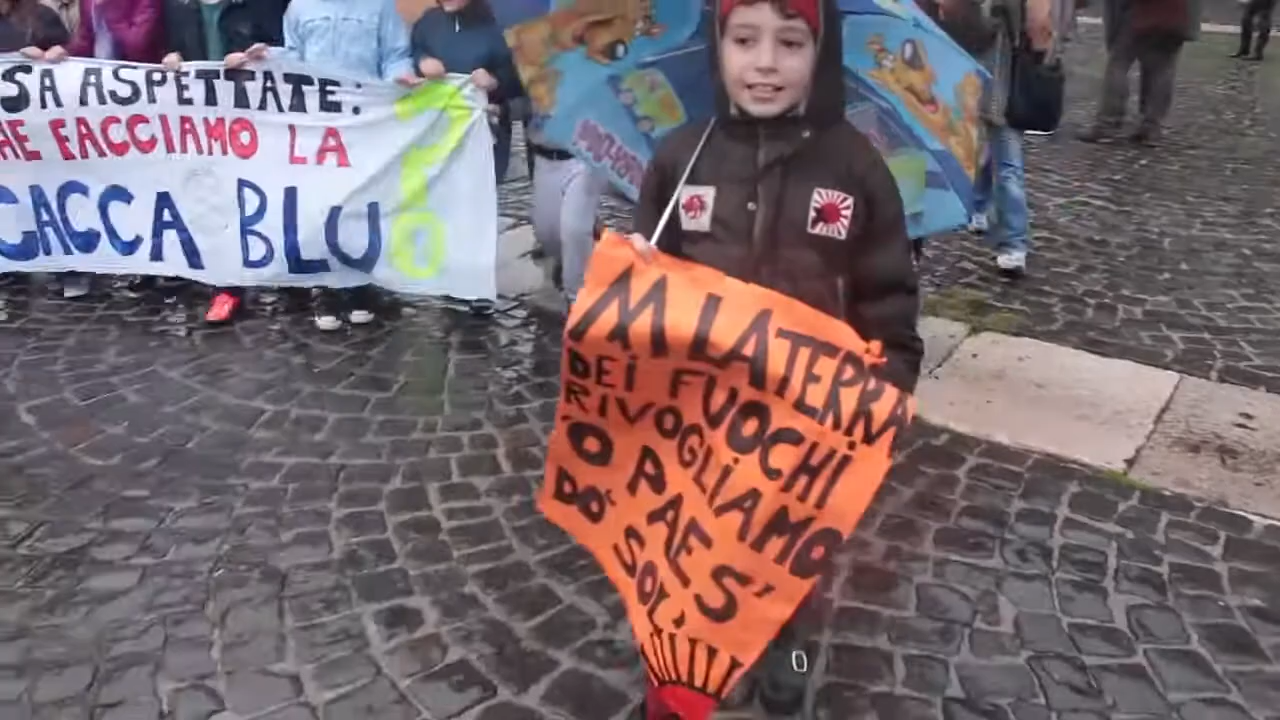 SA ASPETTATE:
HE FACCIAMO LA
CACCA BLU?
M LA TERRA
DEI FUOCHI
RIVOGLIAMO
'O PAES'
DO' SOL'